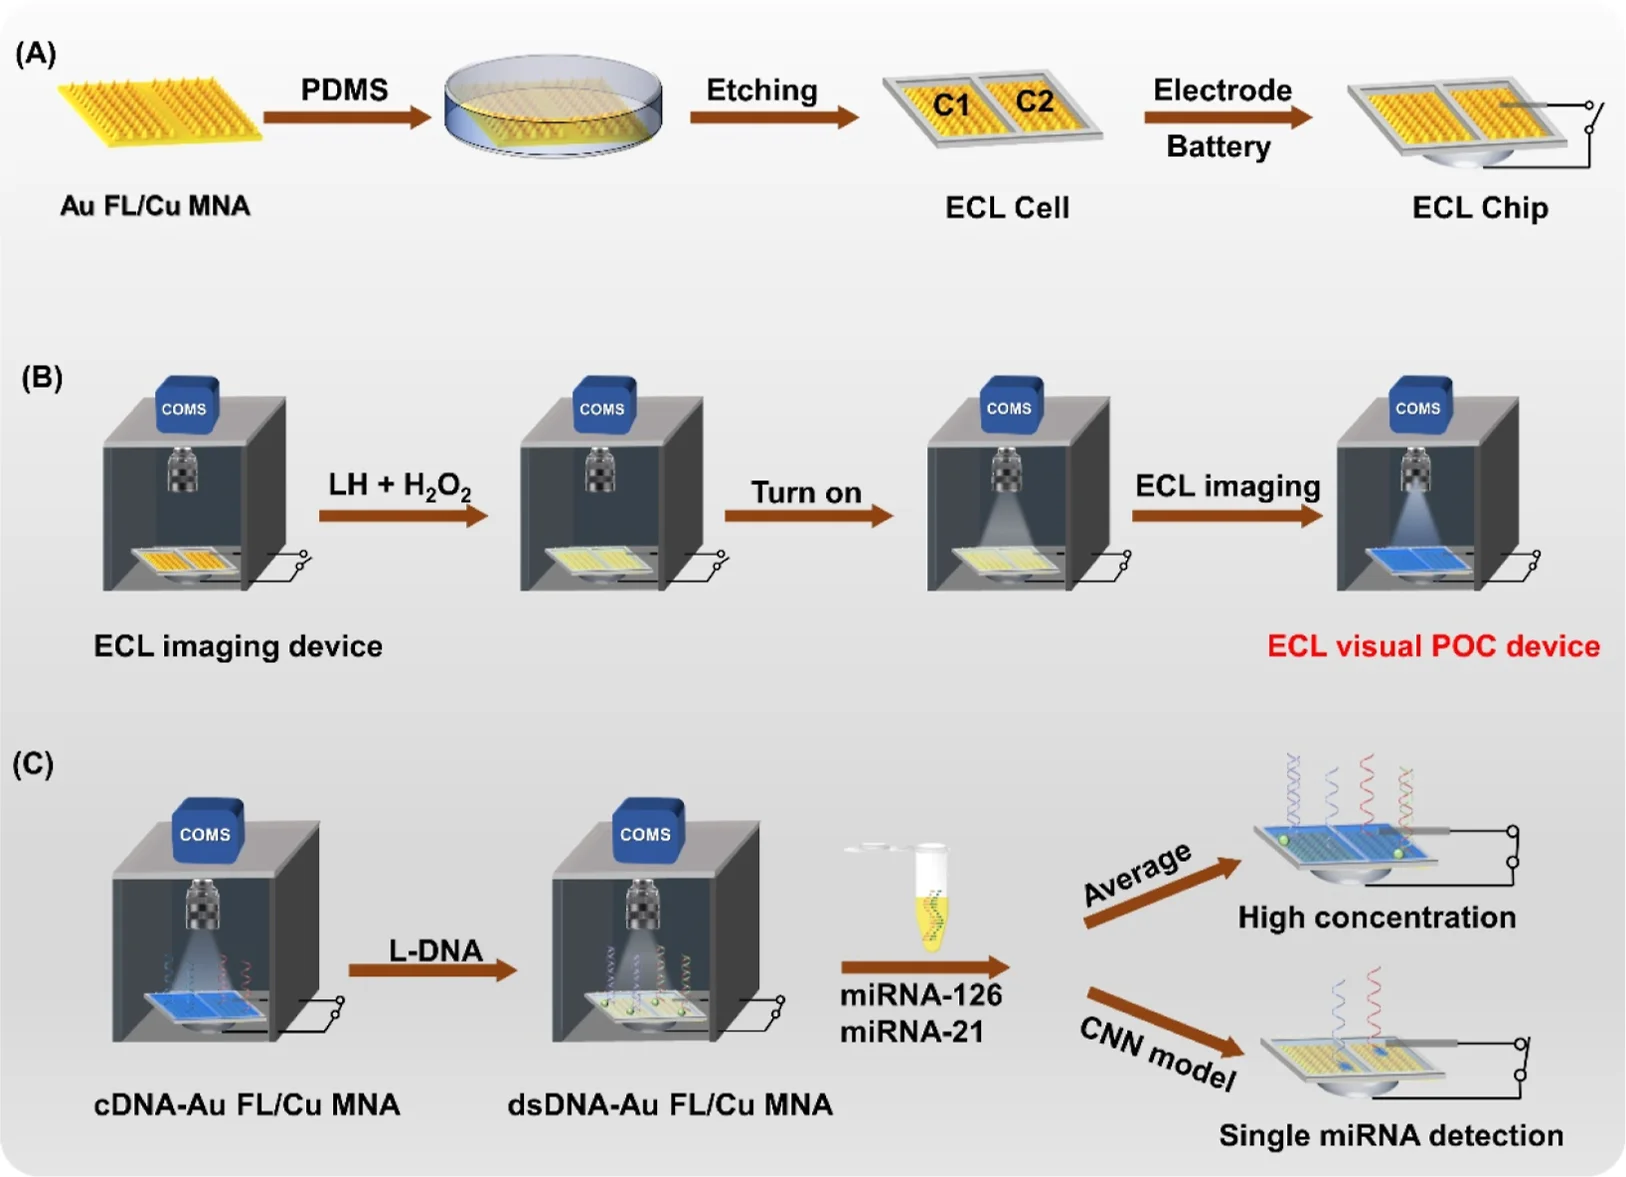 (A)
PDMS
Etching
C1 C2
Electrode
Battery
Au FL/Cu MNA
ECL Cell
ECL Chip
(B)
COMS
COMS
COMS
COMS
LH + H₂O₂
Turn on
ECL imaging
ECL imaging device
ECL visual POC device
(C)
COMS
COMS
L-DNA
miRNA-126
miRNA-21
Average
High concentration
CNN model
cDNA-Au FL/Cu MNA
dsDNA-Au FL/Cu MNA
Single miRNA detection